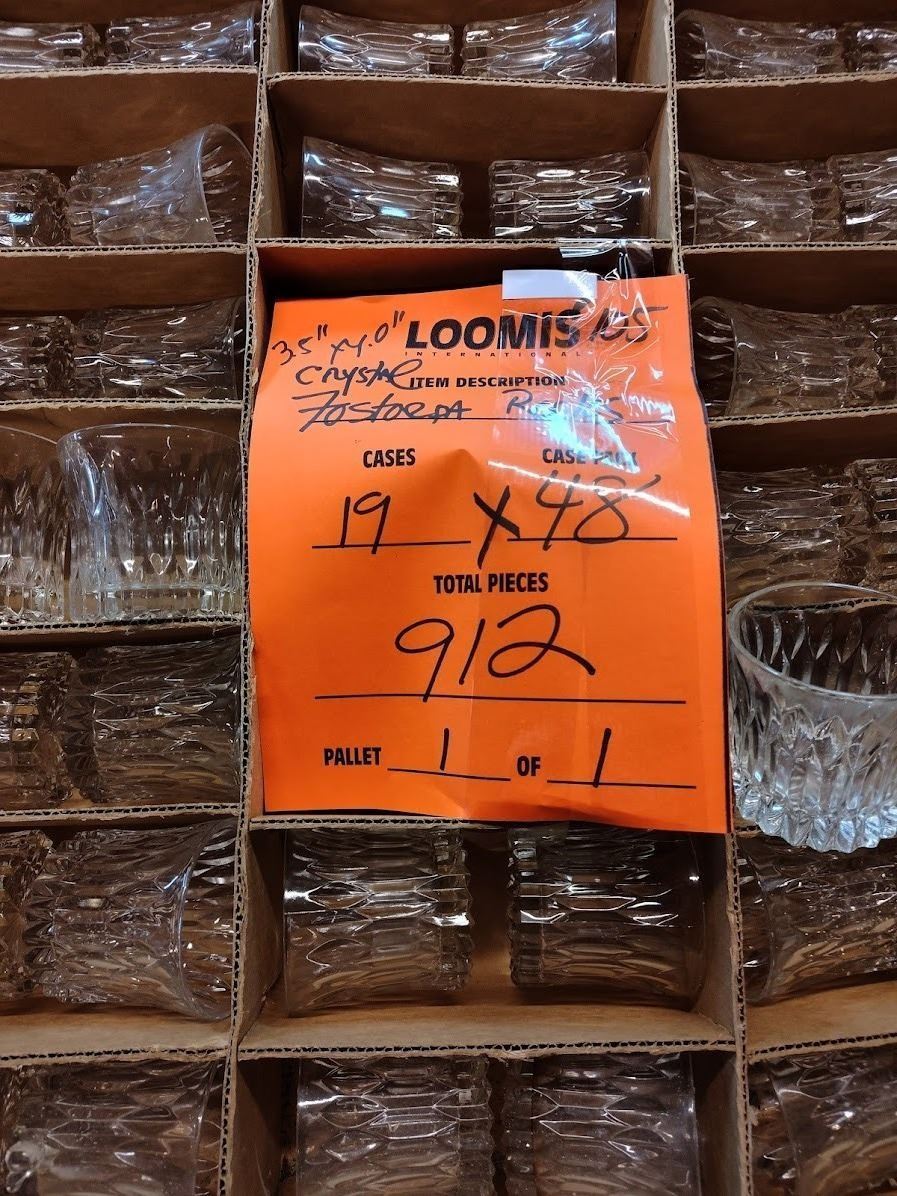 3.5" x 4.0"
LOOMIS
INTERNATIONAL
Crystal
ITEM DESCRIPTION
FostorIA
CASES
CASE PACK
19 x 48
TOTAL PIECES
912
PALLET 1 OF 1